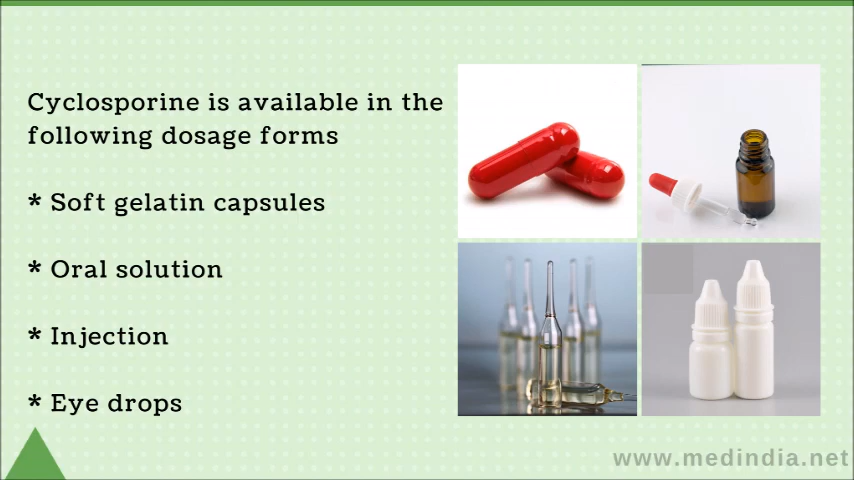 Cyclosporine is available in the
following dosage forms
* Soft gelatin capsules
* Oral solution
* Injection
* Eye drops
www.medindia.net